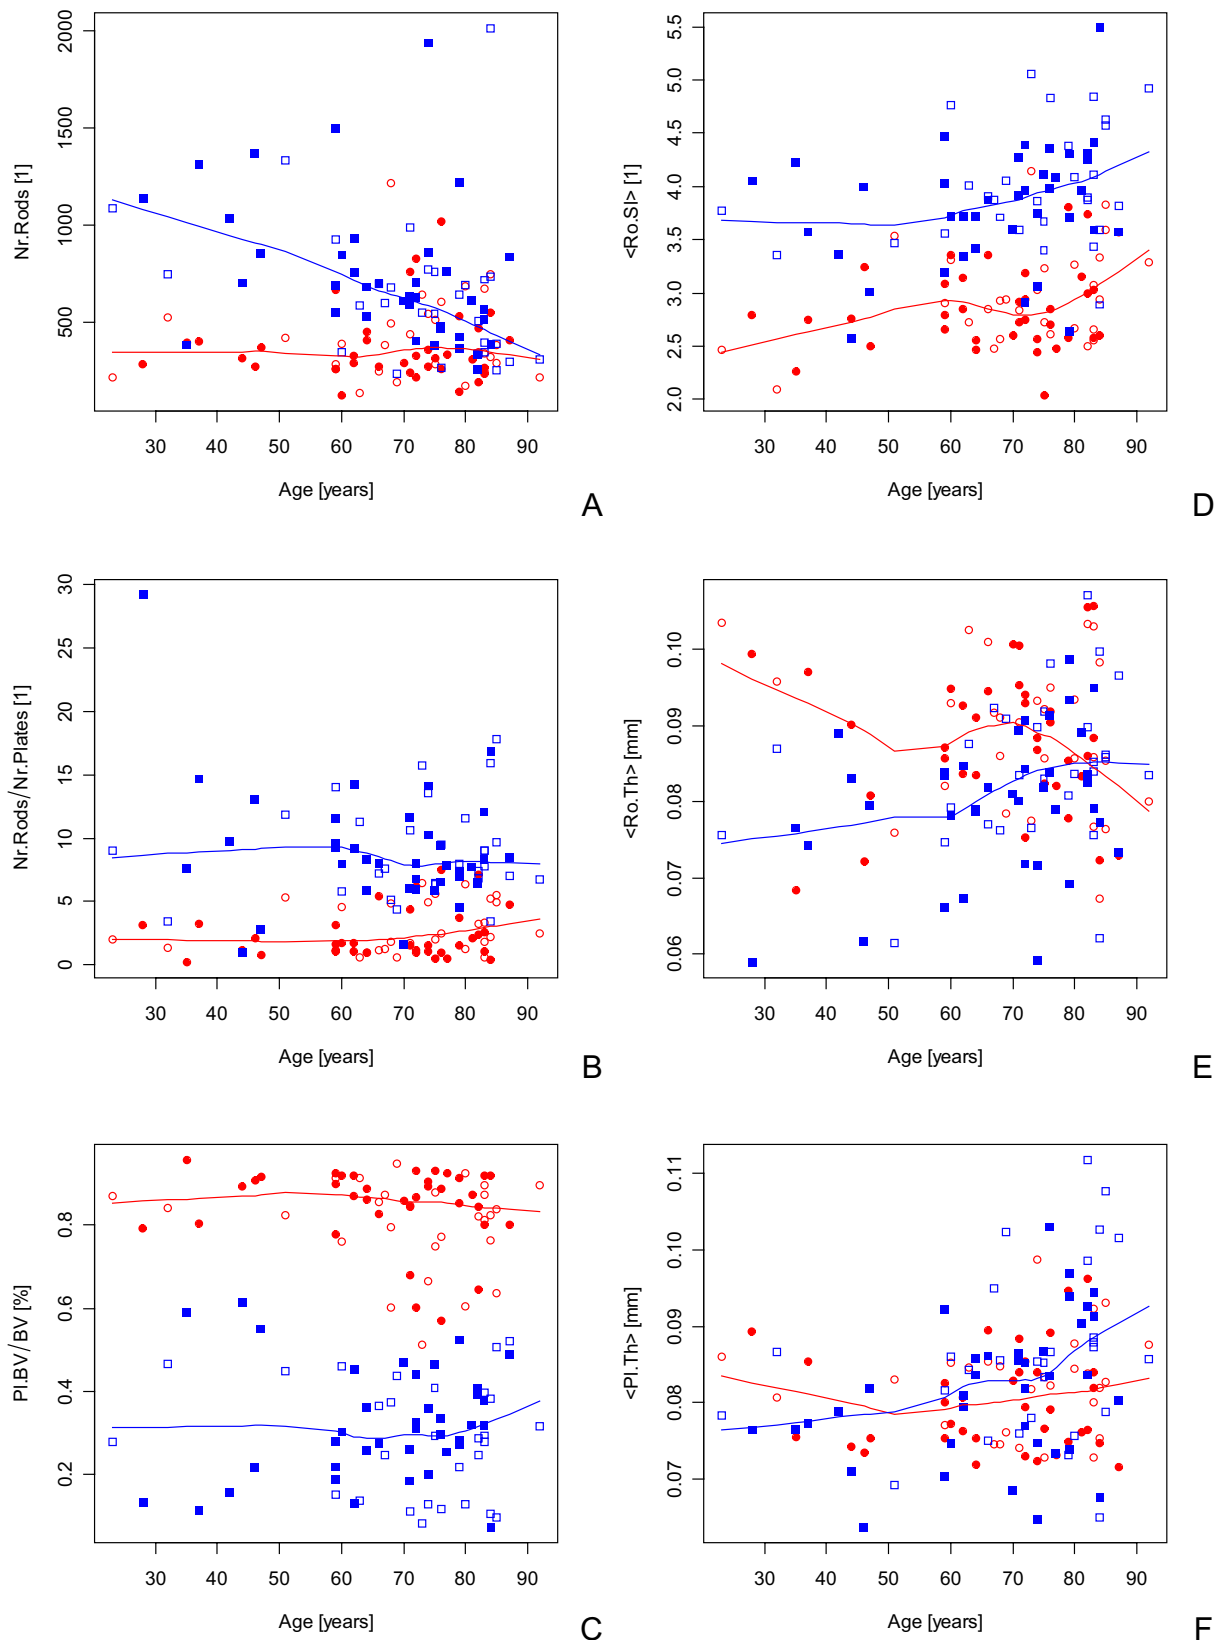 Nr.Rods [1]
500 1000 1500 2000
30 40 50 60 70 80 90
Age [years]
A
<Ro.SI> [1]
2.0 2.5 3.0 3.5 4.0 4.5 5.0 5.5
30 40 50 60 70 80 90
Age [years]
D
Nr.Rods/Nr.Plates [1]
0 5 10 15 20 25 30
30 40 50 60 70 80 90
Age [years]
B
<Ro.Th> [mm]
0.06 0.07 0.08 0.09 0.10
30 40 50 60 70 80 90
Age [years]
E
Pl.BV/BV [%]
0.2 0.4 0.6 0.8
30 40 50 60 70 80 90
Age [years]
C
<Pl.Th> [mm]
0.07 0.08 0.09 0.10 0.11
30 40 50 60 70 80 90
Age [years]
F